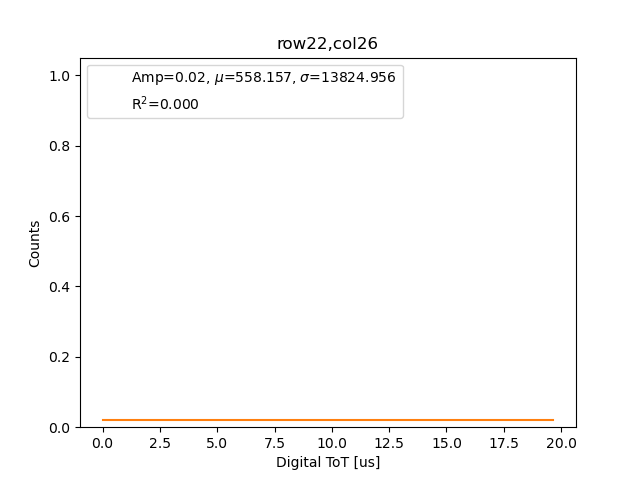 row22,col26
Amp=0.02, μ=558.157, σ=13824.956
R²=0.000
1.0
0.8
0.6
0.4
0.2
0.0
Counts
0.0 2.5 5.0 7.5 10.0 12.5 15.0 17.5 20.0
Digital ToT [us]